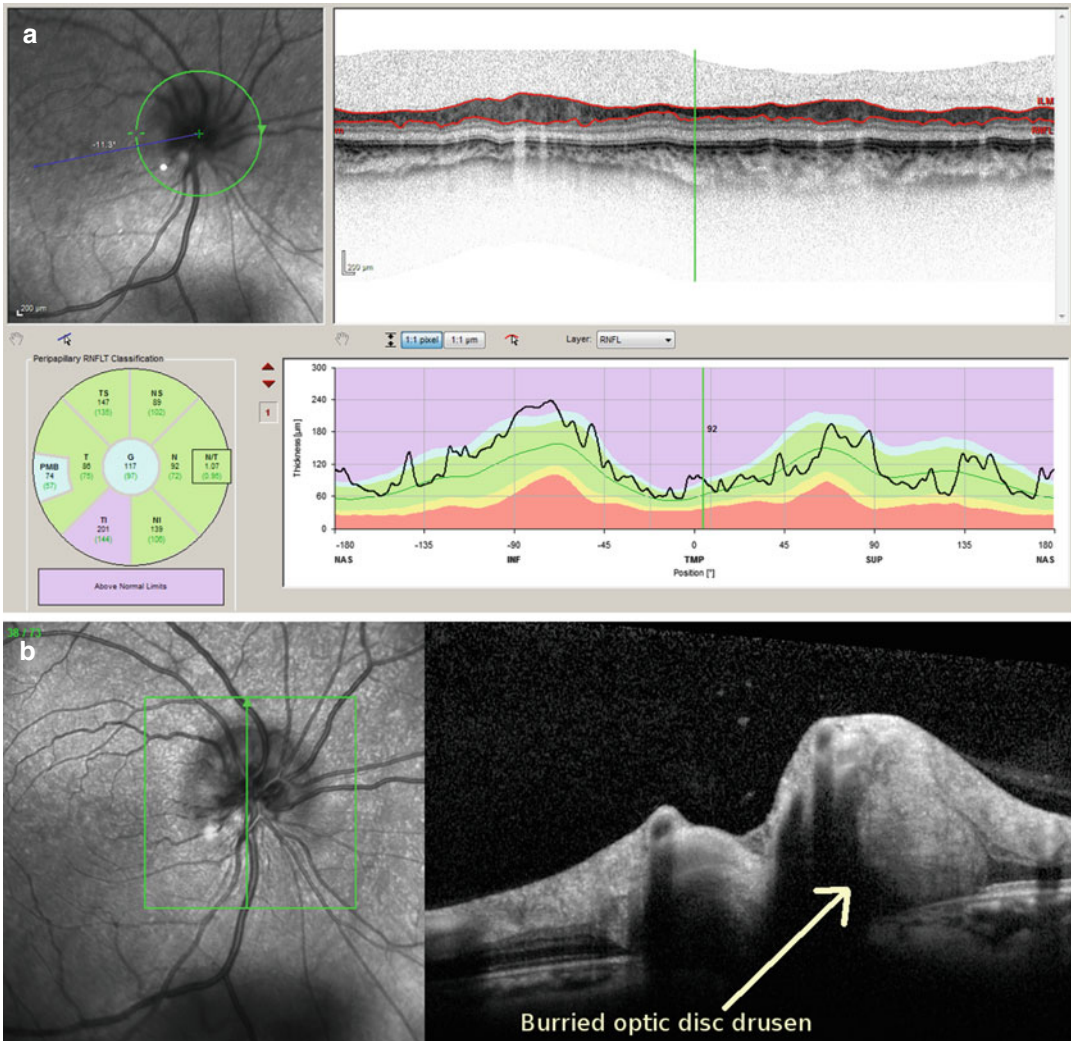 a
-11.3°
200 µm
ILM
RNFL
200 µm
1:1 pixel 1:1 µm Layer: RNFL
Peripapillary RNFLT Classification
TS
147
(135)
NS
89
(102)
PMB
74
(57)
T
86
(76)
G
117
(97)
N
92
(72)
N/T
1.07
(0.96)
TI
201
(144)
NI
139
(106)
Above Normal Limits
1
Thickness [µm]
300
240
180
120
60
0
92
-180 -135 -90 -45 0 45 90 135 180
NAS INF TMP SUP NAS
Position [°]
b
38 / 73
Burried optic disc drusen